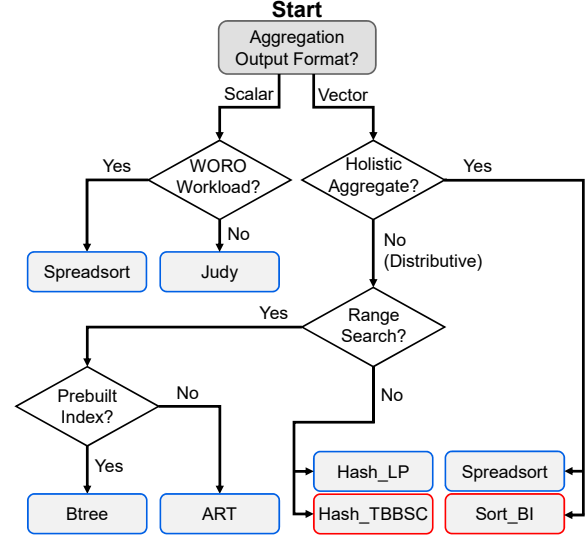 Start
Aggregation
Output Format?
Scalar
Vector
Yes
WORO
Workload?
Holistic
Aggregate?
Yes
No
No
(Distributive)
Spreadsort
Judy
Yes
Range
Search?
Prebuilt
Index?
No
No
Yes
Hash_LP
Spreadsort
Btree
ART
Hash_TBBSC
Sort_BI